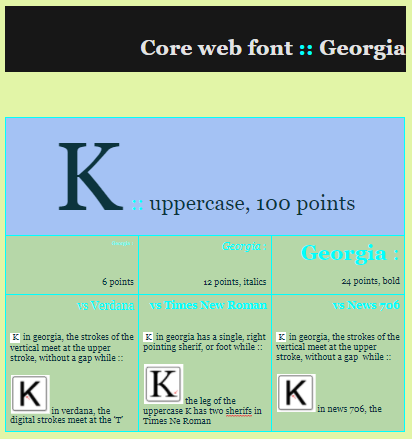 Core web font :: Georgia
K :: uppercase, 100 points
Georgia :
6 points
Georgia :
12 points, italics
Georgia :
24 points, bold
vs Verdana
K in georgia, the strokes of the
vertical meet at the upper
stroke, without a gap while ::
K in verdana, the
digital strokes meet at the 'T'
vs Times New Roman
K in georgia has a single, right
pointing sherif, or foot while ::
K the leg of the
uppercase K has two sherifs in
Times Ne Roman
vs News 706
K in georgia, the strokes of the
vertical meet at the upper
stroke, without a gap while ::
K in news 706, the